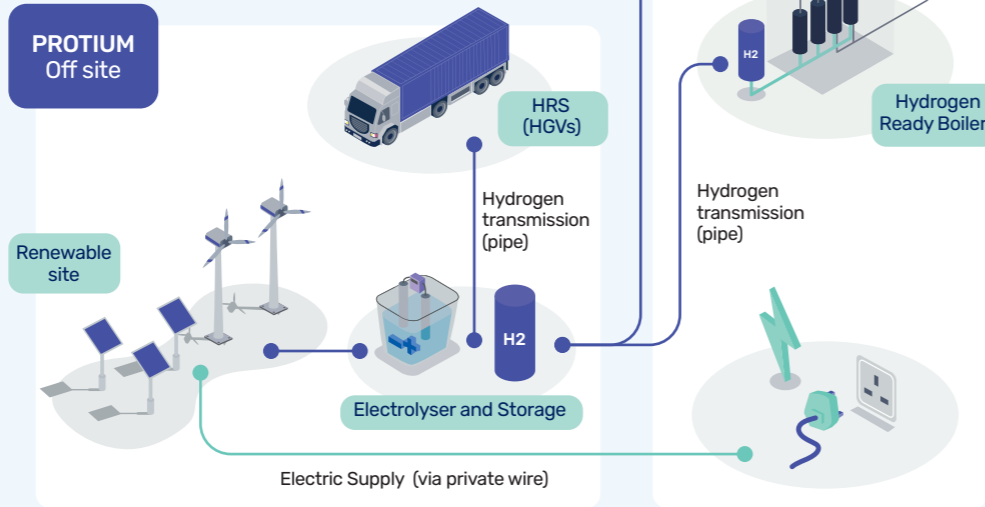 PROTIUM
Off site
HRS
(HGVs)
H2
Hydrogen
Ready Boiler
Hydrogen
transmission
(pipe)
Hydrogen
transmission
(pipe)
Renewable
site
H2
Electrolyser and Storage
Electric Supply (via private wire)